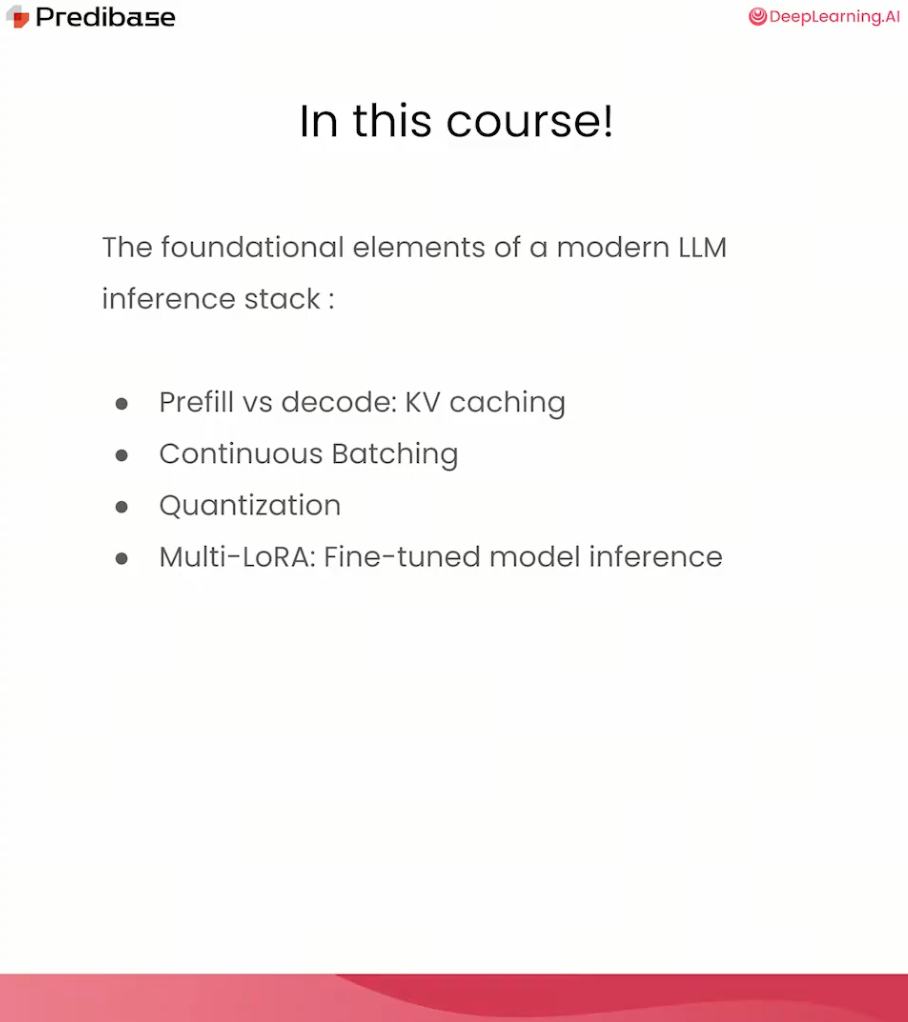 Predibase
DeepLearning.AI
In this course!
The foundational elements of a modern LLM
inference stack :
● Prefill vs decode: KV caching
● Continuous Batching
● Quantization
● Multi-LoRA: Fine-tuned model inference